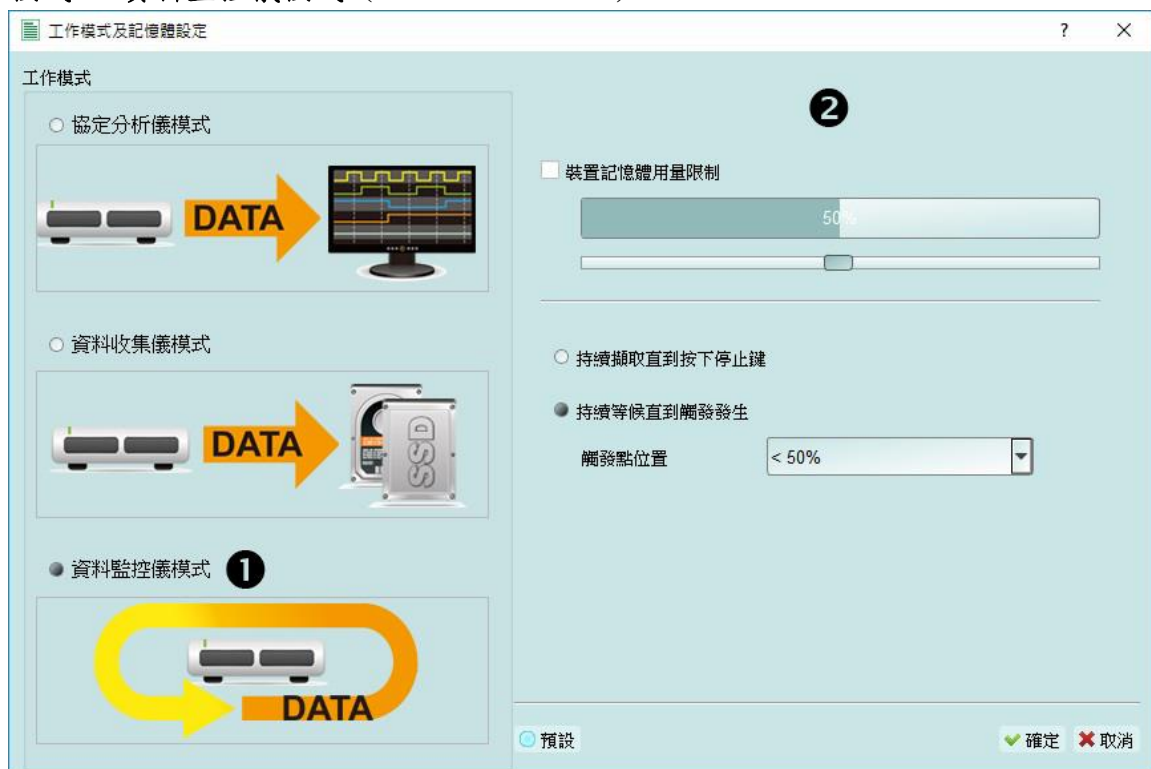 工作模式及記憶體設定
? ×
工作模式
協定分析儀模式
DATA
資料收集儀模式
DATA
SSD
資料監控儀模式 ❶
DATA
❷
裝置記憶體用量限制
50%
持續擷取直到按下停止鍵
持續等候直到觸發發生
觸發點位置 < 50%
預設 確定 取消